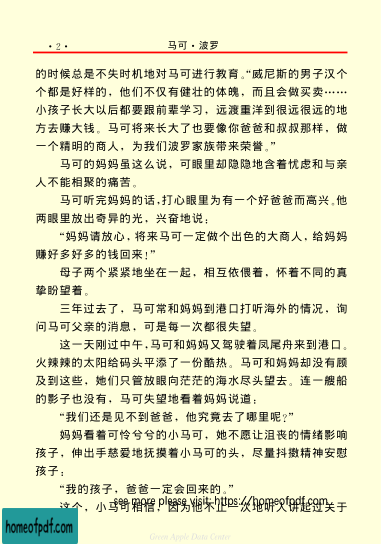 ·2· 马可·波罗
的时候总是不失时机地对马可进行教育。“威尼斯的男子汉个
个都是好样的，他们不仅有健壮的体魄，而且会做买卖……
小孩子长大以后都要跟前辈学习，远渡重洋到很远很远的地
方去赚大钱。马可将来长大了也要像你爸爸和叔叔那样，做
一个精明的商人，为我们波罗家族带来荣誉。”
马可的妈妈虽这么说，可眼里却隐隐地含着忧虑和与亲
人不能相聚的痛苦。
马可听完妈妈的话，打心眼里为有一个好爸爸而高兴。他
两眼里放出奇异的光，兴奋地说：
“妈妈请放心，将来马可一定做个出色的大商人，给妈妈
赚好多好多的钱回来！”
母子两个紧紧地坐在一起，相互依偎着，怀着不同的真
挚盼望着。
三年过去了，马可常和妈妈到港口打听海外的情况，询
问马可父亲的消息，可是每一次都很失望。
这一天刚过中午，马可和妈妈又驾驶着凤尾舟来到港口。
火辣辣的太阳给码头平添了一份酷热。马可和妈妈却没有顾
及到这些，她们只管放眼向茫茫的海水尽头望去。连一艘船
的影子也没有，马可失望地看着妈妈说道：
“我们还是见不到爸爸，他究竟去了哪里呢？”
妈妈看着可怜兮兮的小马可，她不愿让沮丧的情绪影响
孩子，伸出手慈爱地抚摸着小马可的头，尽量抖擞精神安慰
孩子：
“我的孩子，爸爸一定会回来的。”
see more please visit: https://homeofpdf.com
这个，小马可相信，因为他不止一次地听人讲起过关于
homeofpdf.com
Green Apple Data Center